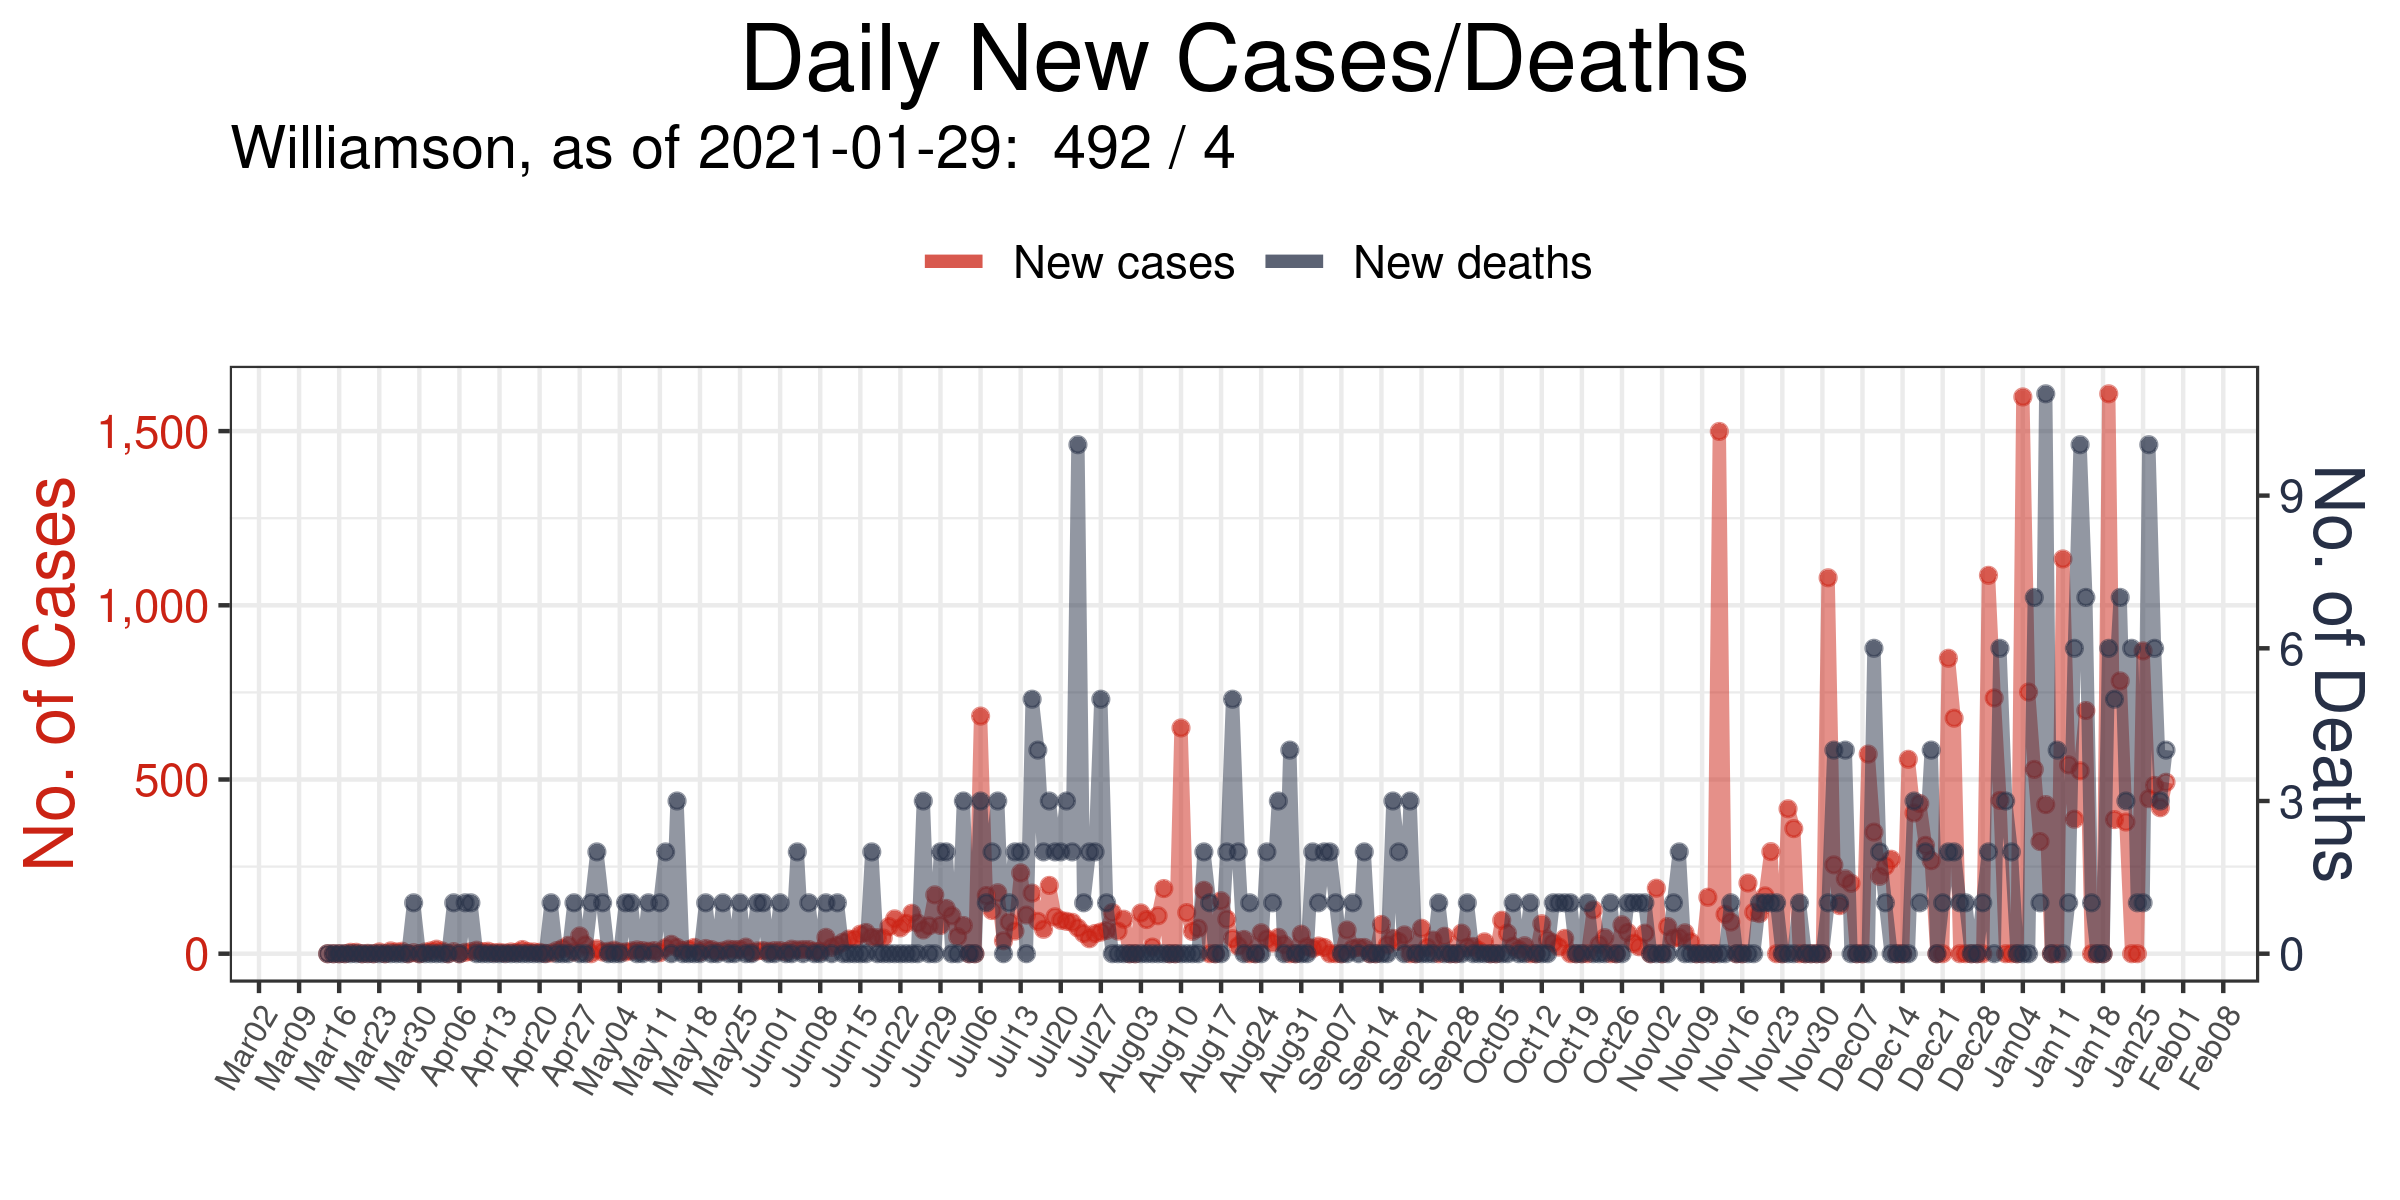 Daily New Cases/Deaths
Williamson, as of 2021-01-29:  492 / 4
New cases
New deaths
No. of Cases
1,500
1,000
500
0
No. of Deaths
9
6
3
0
Mar02
Mar09
Mar16
Mar23
Mar30
Apr06
Apr13
Apr20
Apr27
May04
May11
May18
May25
Jun01
Jun08
Jun15
Jun22
Jun29
Jul06
Jul13
Jul20
Jul27
Aug03
Aug10
Aug17
Aug24
Aug31
Sep07
Sep14
Sep21
Sep28
Oct05
Oct12
Oct19
Oct26
Nov02
Nov09
Nov16
Nov23
Nov30
Dec07
Dec14
Dec21
Dec28
Jan04
Jan11
Jan18
Jan25
Feb01
Feb08